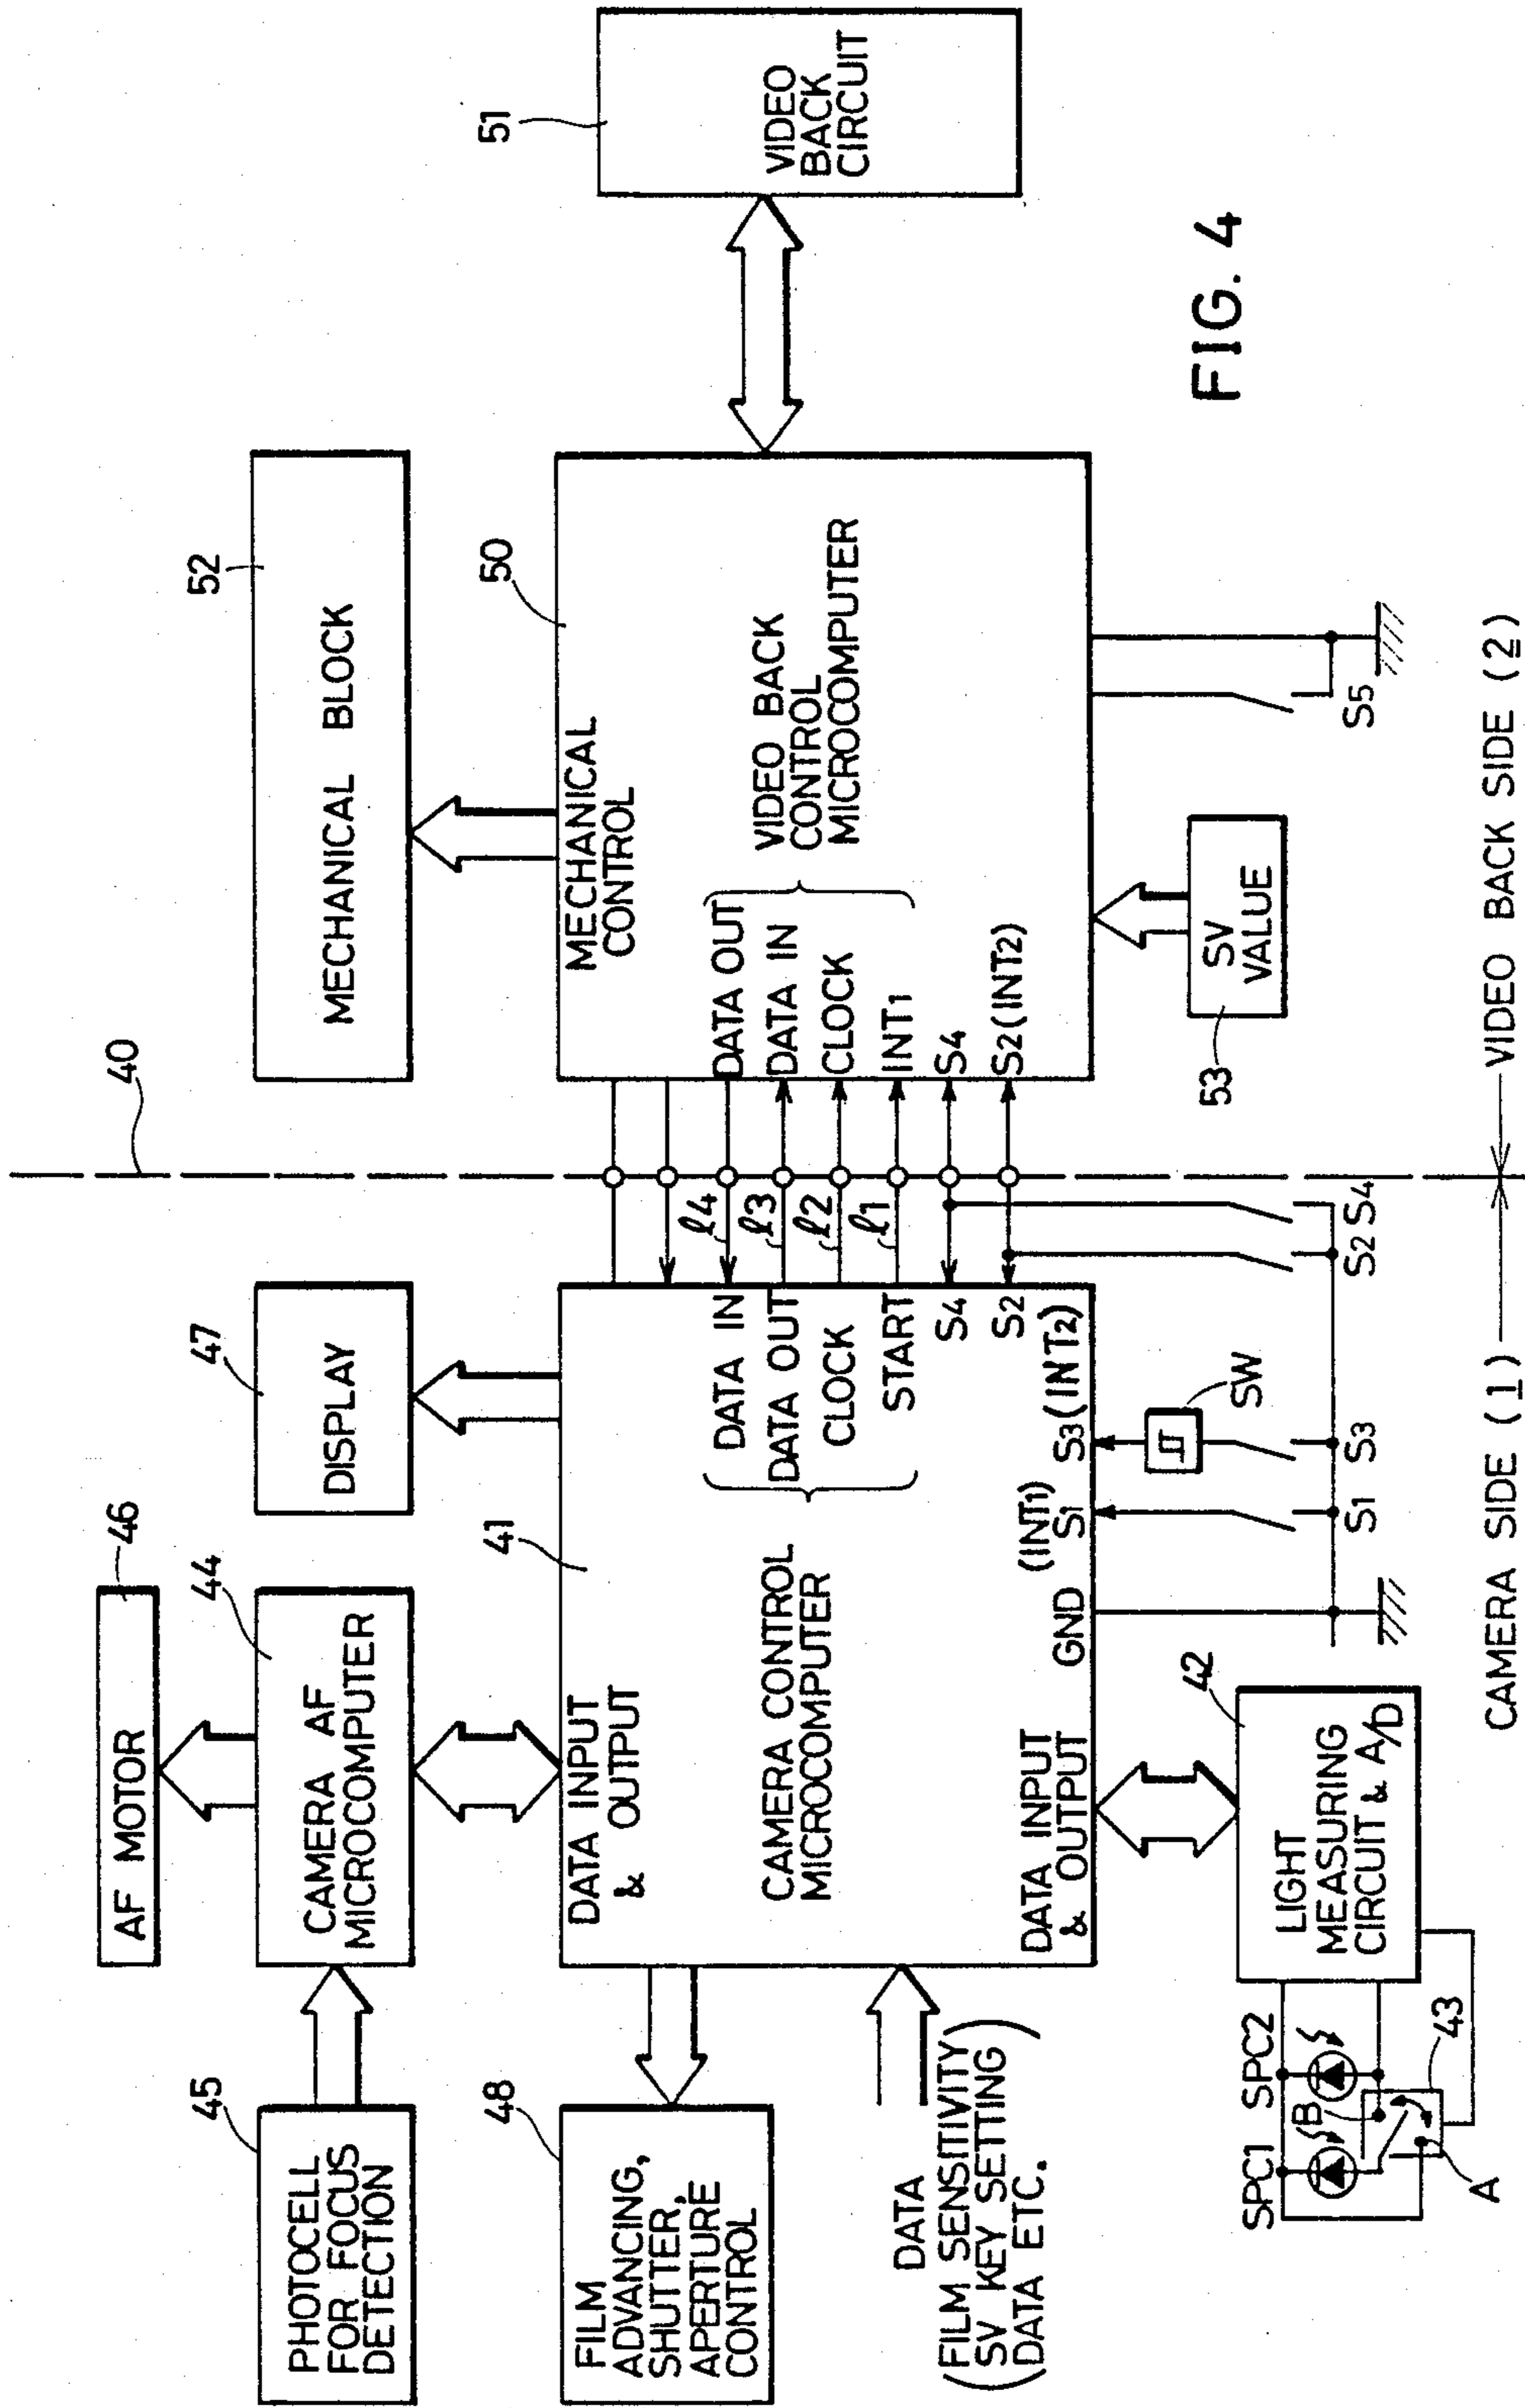 45
PHOTOCELL
FOR FOCUS
DETECTION
46
AF MOTOR
44
CAMERA AF
MICROCOMPUTER
47
DISPLAY
48
FILM
ADVANCING,
SHUTTER,
APERTURE
CONTROL
DATA
(FILM SENSITIVITY
SV KEY SETTING
DATA ETC.)
41
DATA INPUT
& OUTPUT
CAMERA CONTROL
MICROCOMPUTER
DATA INPUT
& OUTPUT
GND
(INT1)
S1
S3 (INT2)
DATA IN
DATA OUT
CLOCK
START
S4
S2
ℓ4
ℓ3
ℓ2
ℓ1
SW
S1
S3
S2
S4
42
LIGHT
MEASURING
CIRCUIT & A/D
SPC1
SPC2
B
A
43
40
52
MECHANICAL BLOCK
50
MECHANICAL
CONTROL
DATA OUT
DATA IN
CLOCK
INT1
S4
S2(INT2)
VIDEO BACK
CONTROL
MICROCOMPUTER
53
SV
VALUE
S5
51
VIDEO
BACK
CIRCUIT
CAMERA SIDE (1)
VIDEO BACK SIDE (2)
FIG. 4